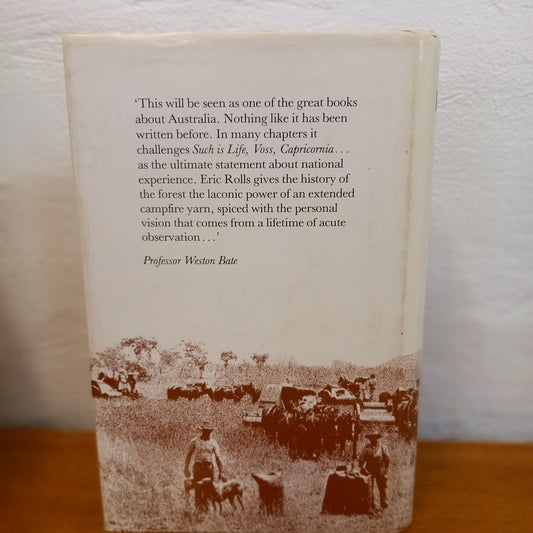 ‘This will be seen as one of the great books
about Australia. Nothing like it has been
written before. In many chapters it
challenges Such is Life, Voss, Capricornia . . .
as the ultimate statement about national
experience. Eric Rolls gives the history of
the forest the laconic power of an extended
campfire yarn, spiced with the personal
vision that comes from a lifetime of acute
observation . . .’
Professor Weston Bate